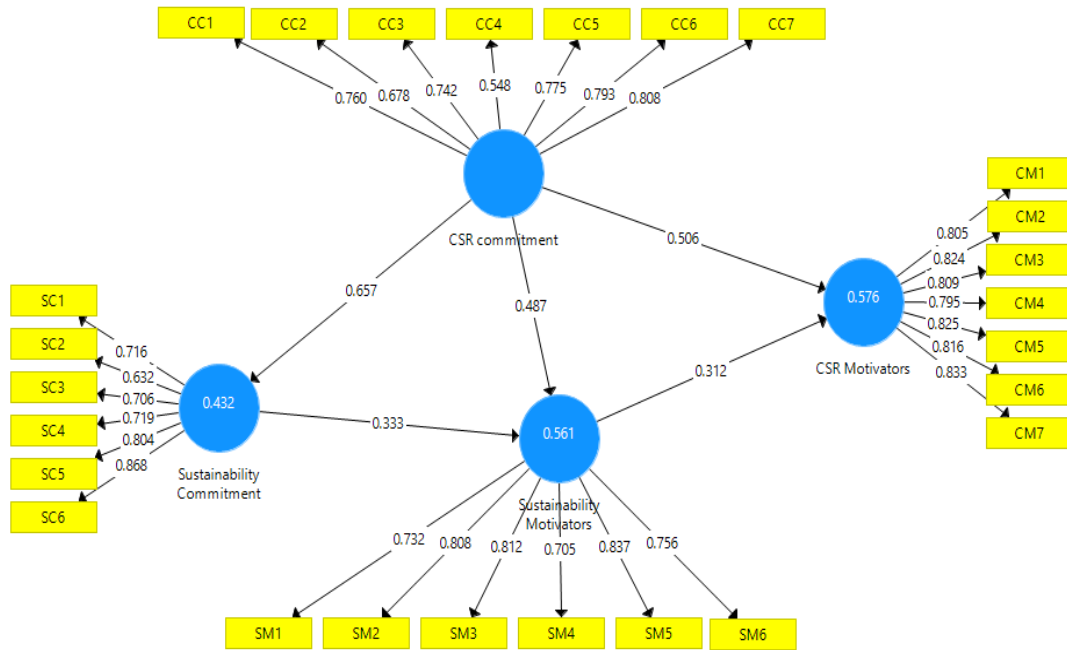 CC1 CC2 CC3 CC4 CC5 CC6 CC7
0.760 0.678 0.742 0.548 0.775 0.793 0.808
CSR commitment
0.657
0.487
0.506
CM1
CM2
CM3
CM4
CM5
CM6
CM7
0.805
0.824
0.809
0.795
0.825
0.816
0.833
0.576
CSR Motivators
0.312
SC1
SC2
SC3
SC4
SC5
SC6
0.716
0.632
0.706
0.719
0.804
0.868
0.432
Sustainability
Commitment
0.333
0.561
Sustainability
Motivators
0.732 0.808 0.812 0.705 0.837 0.756
SM1 SM2 SM3 SM4 SM5 SM6